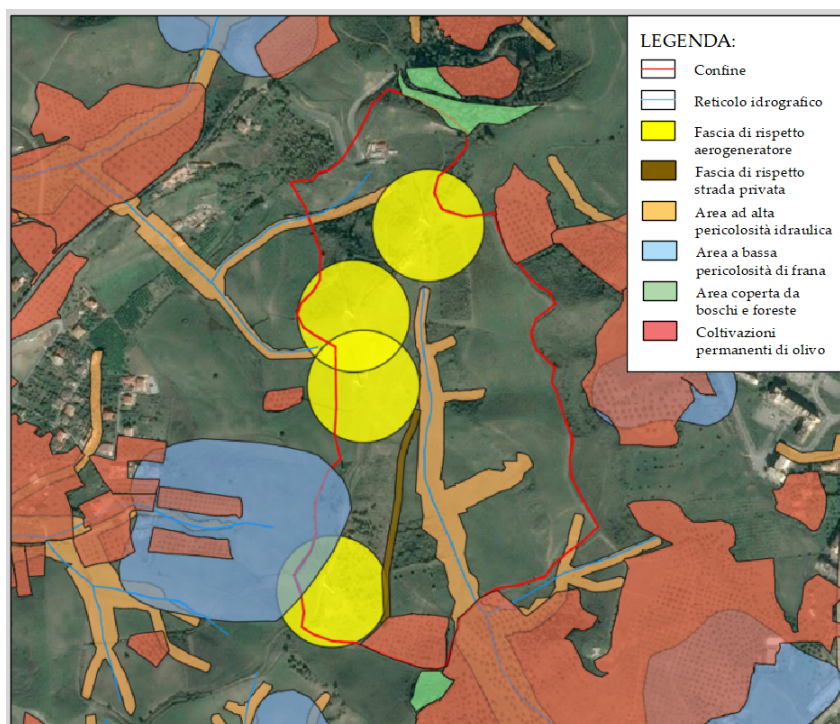 LEGENDA:
Confine
Reticolo idrografico
Fascia di rispetto
aerogeneratore
Fascia di rispetto
strada privata
Area ad alta
pericolosità idraulica
Area a bassa
pericolosità di frana
Area coperta da
boschi e foreste
Coltivazioni
permanenti di olivo